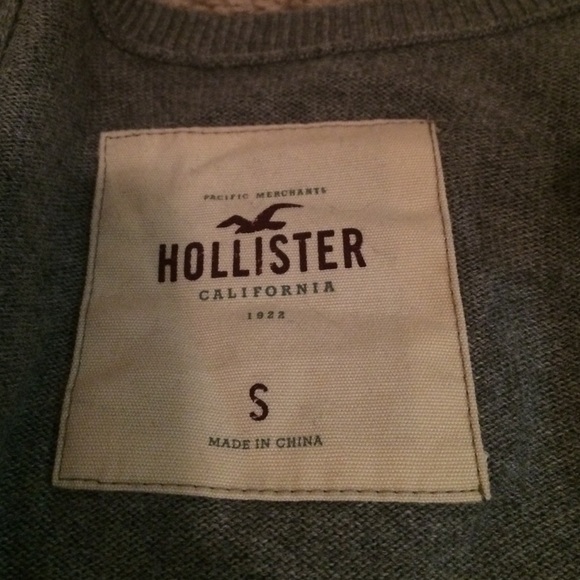 PACIFIC MERCHANTS
HOLLISTER
CALIFORNIA
1922
S
MADE IN CHINA